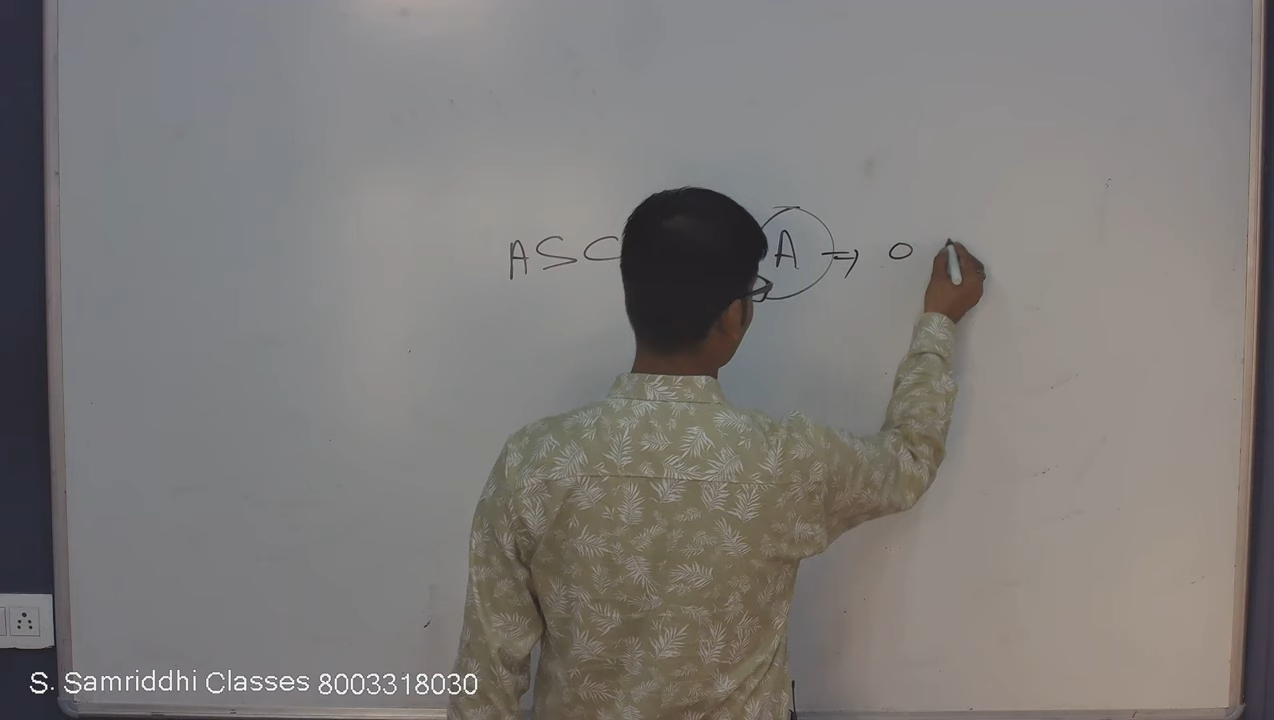 ASC A → 0
S. Samriddhi Classes 8003318030